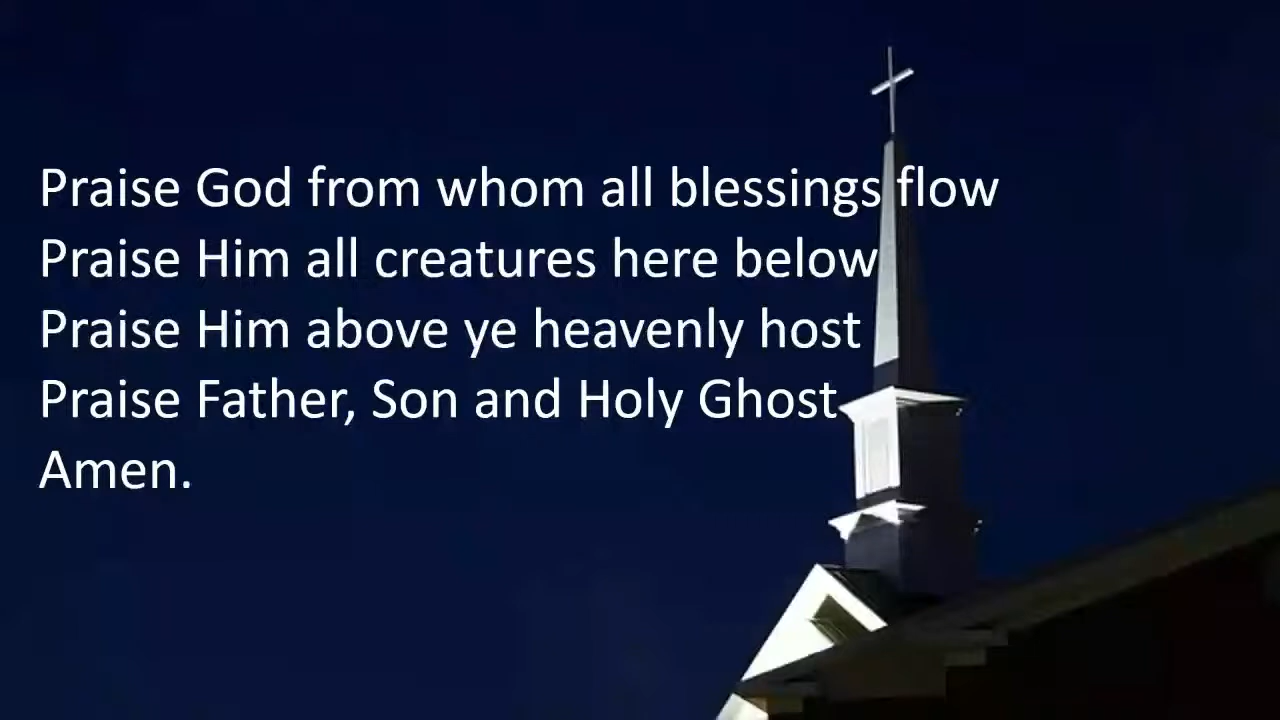 Praise God from whom all blessings flow
Praise Him all creatures here below
Praise Him above ye heavenly host
Praise Father, Son and Holy Ghost
Amen.